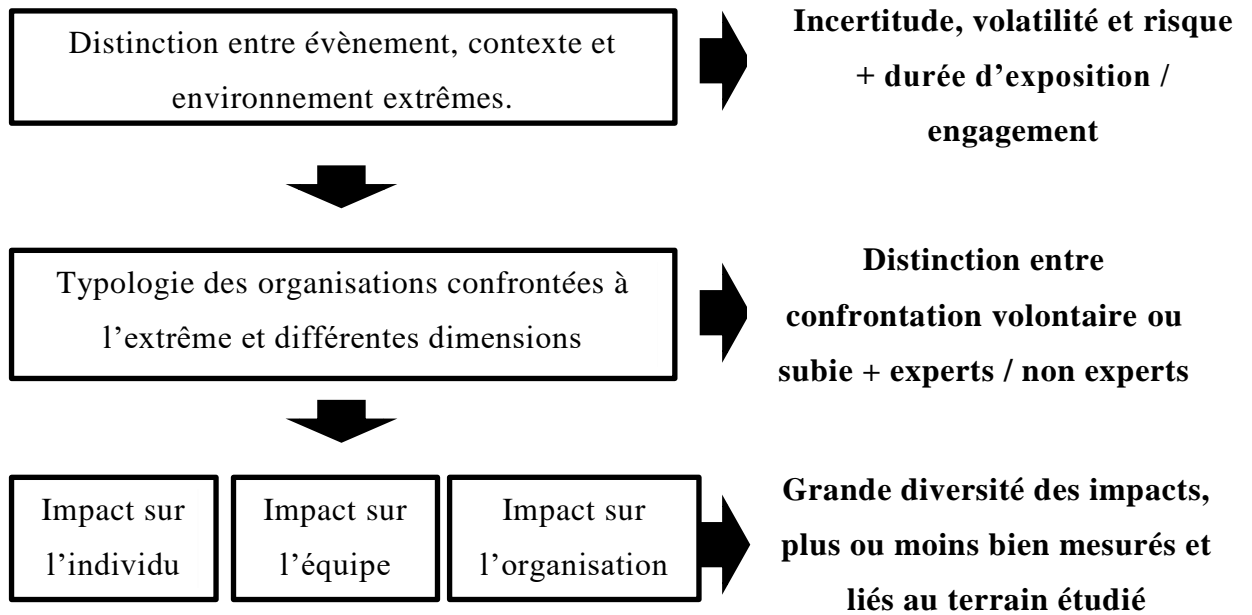 Distinction entre évènement, contexte et
environnement extrêmes.
Incertitude, volatilité et risque
+ durée d’exposition /
engagement
Typologie des organisations confrontées à
l’extrême et différentes dimensions
Distinction entre
confrontation volontaire ou
subie + experts / non experts
Impact sur
l’individu
Impact sur
l’équipe
Impact sur
l’organisation
Grande diversité des impacts,
plus ou moins bien mesurés et
liés au terrain étudié